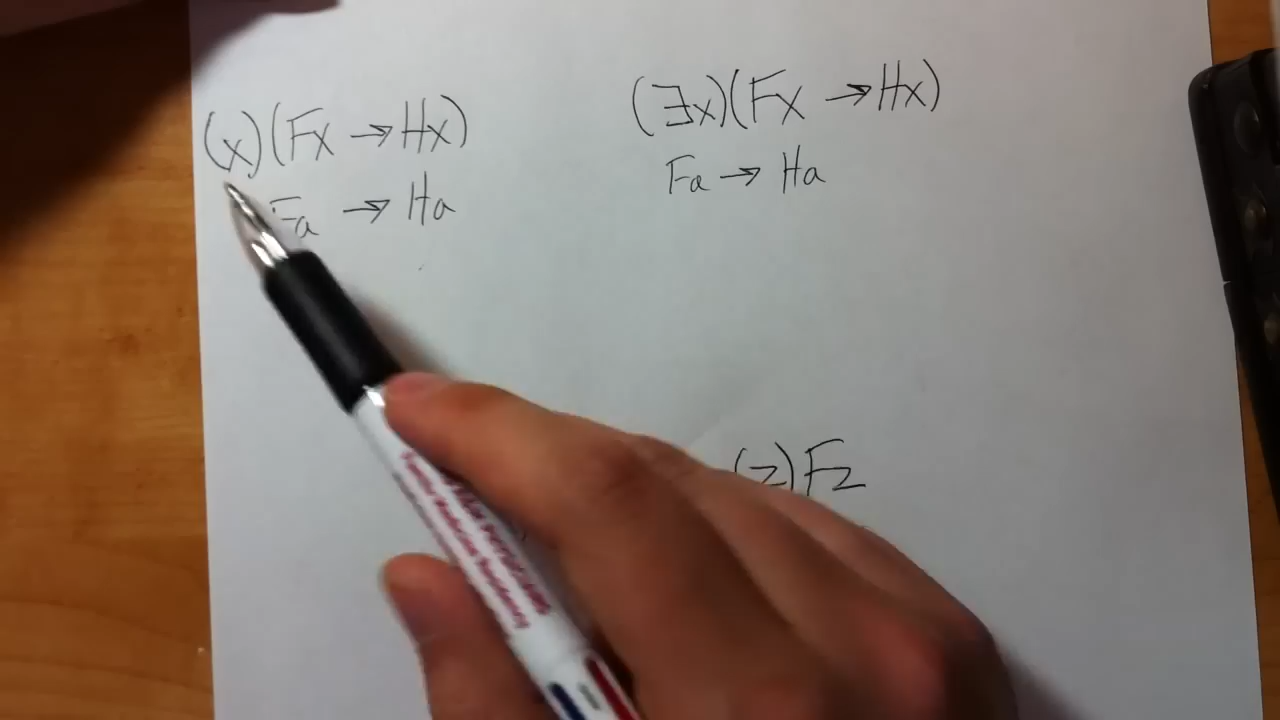 (x)(Fx → Hx)
Fa → Ha
(∃x)(Fx → Hx)
Fa → Ha
(z)Fz